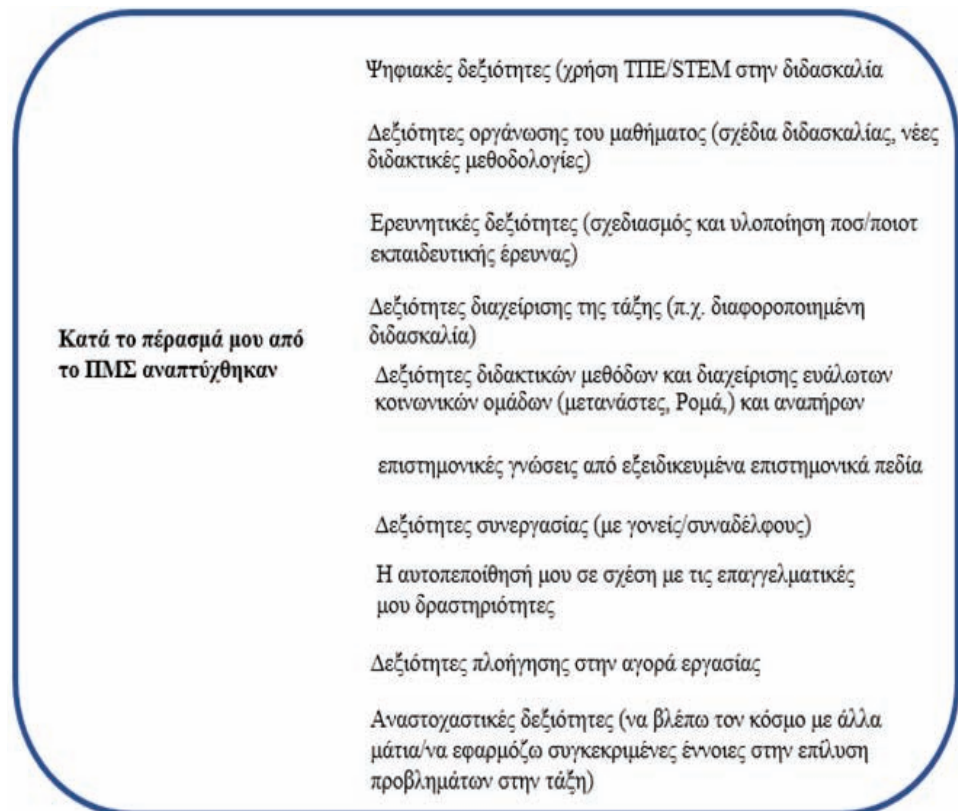 Ψηφιακές δεξιότητες (χρήση ΤΠΕ/STEM στην διδασκαλία
Δεξιότητες οργάνωσης του μαθήματος (σχέδια διδασκαλίας, νέες
διδακτικές μεθοδολογίες)
Ερευνητικές δεξιότητες (σχεδιασμός και υλοποίηση ποσ/ποιοτ
εκπαιδευτικής έρευνας)
Δεξιότητες διαχείρισης της τάξης (π.χ. διαφοροποιημένη
διδασκαλία)
Κατά το πέρασμά μου από
το ΠΜΣ αναπτύχθηκαν
Δεξιότητες διδακτικών μεθόδων και διαχείρισης ευάλωτων
κοινωνικών ομάδων (μετανάστες, Ρομά,) και αναπήρων
επιστημονικές γνώσεις από εξειδικευμένα επιστημονικά πεδία
Δεξιότητες συνεργασίας (με γονείς/συναδέλφους)
Η αυτοπεποίθησή μου σε σχέση με τις επαγγελματικές
μου δραστηριότητες
Δεξιότητες πλοήγησης στην αγορά εργασίας
Αναστοχαστικές δεξιότητες (να βλέπω τον κόσμο με άλλα
μάτια/να εφαρμόζω συγκεκριμένες έννοιες στην επίλυση
προβλημάτων στην τάξη)